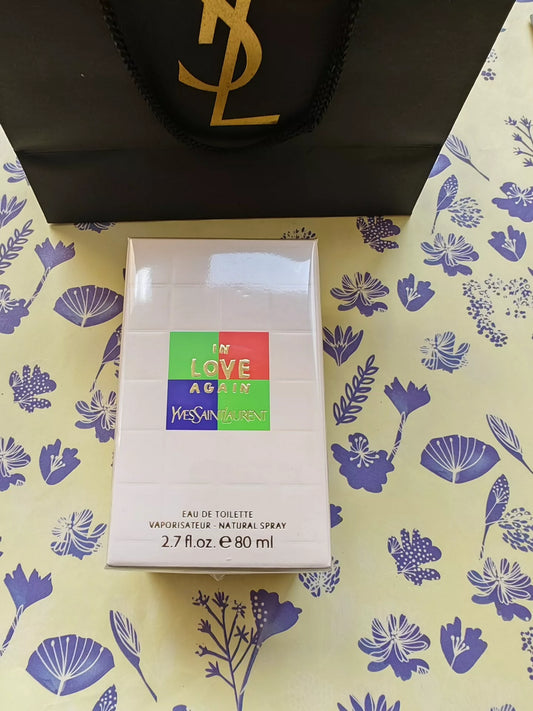 YSL
IN
LOVE
AGAIN
YVESSAINTLAURENT
EAU DE TOILETTE
VAPORISATEUR - NATURAL SPRAY
2.7 fl.oz. ℮ 80 ml